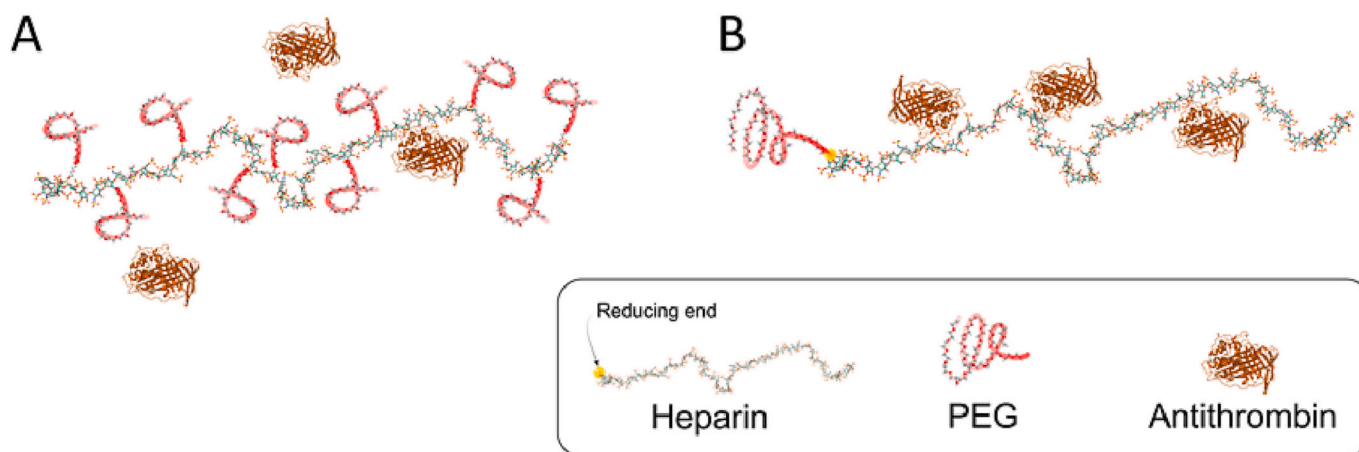 A
B
Reducing end
Heparin
PEG
Antithrombin